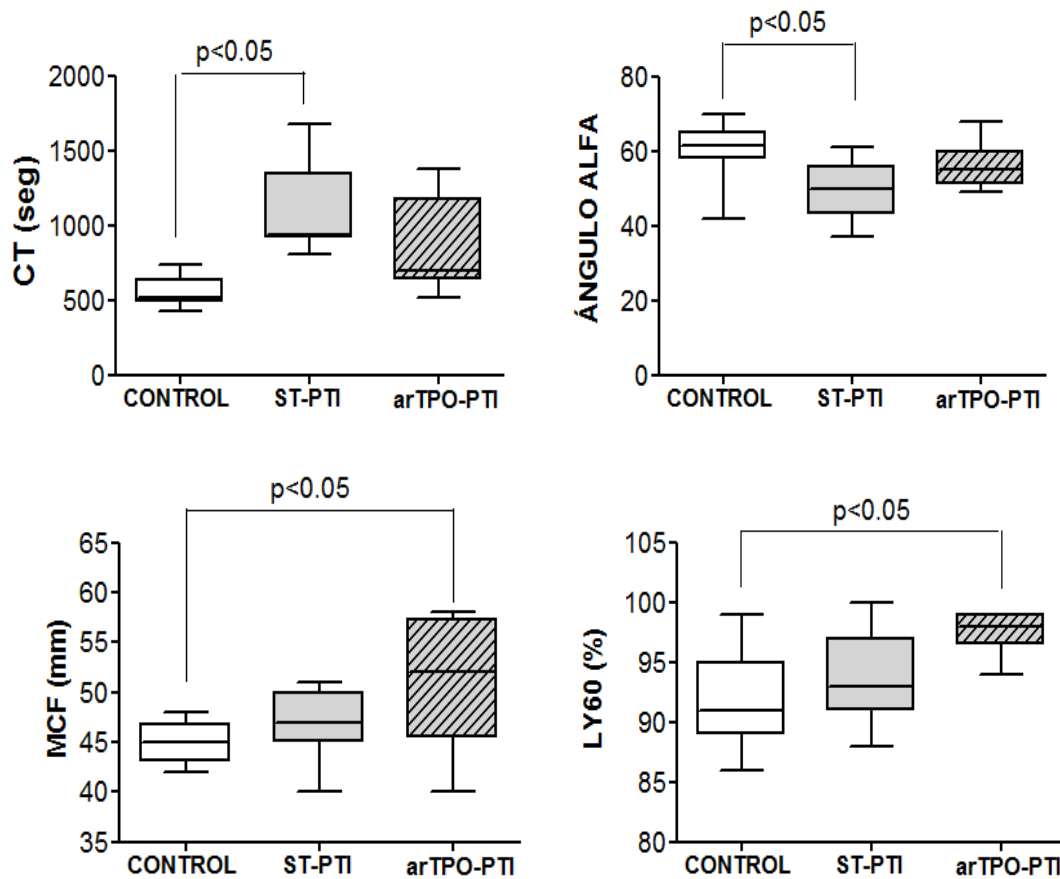 p<0.05
2000
1500
1000
500
0
CT (seg)
CONTROL
ST-PTI
arTPO-PTI
p<0.05
80
60
40
20
0
ÁNGULO ALFA
CONTROL
ST-PTI
arTPO-PTI
p<0.05
65
60
55
50
45
40
35
MCF (mm)
CONTROL
ST-PTI
arTPO-PTI
p<0.05
105
100
95
90
85
80
LY60 (%)
CONTROL
ST-PTI
arTPO-PTI